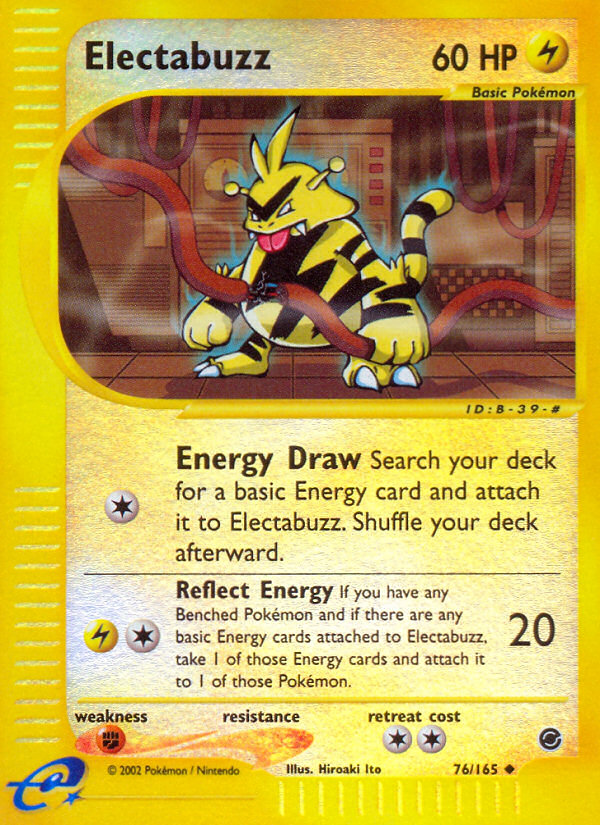 Electabuzz 60 HP
Basic Pokémon
ID:B-39-#
Energy Draw Search your deck
for a basic Energy card and attach
it to Electabuzz. Shuffle your deck
afterward.
Reflect Energy If you have any
Benched Pokémon and if there are any
basic Energy cards attached to Electabuzz,
take 1 of those Energy cards and attach it
to 1 of those Pokémon.
20
weakness resistance retreat cost
© 2002 Pokémon / Nintendo Illus. Hiroaki Ito 76/165 ◆
e